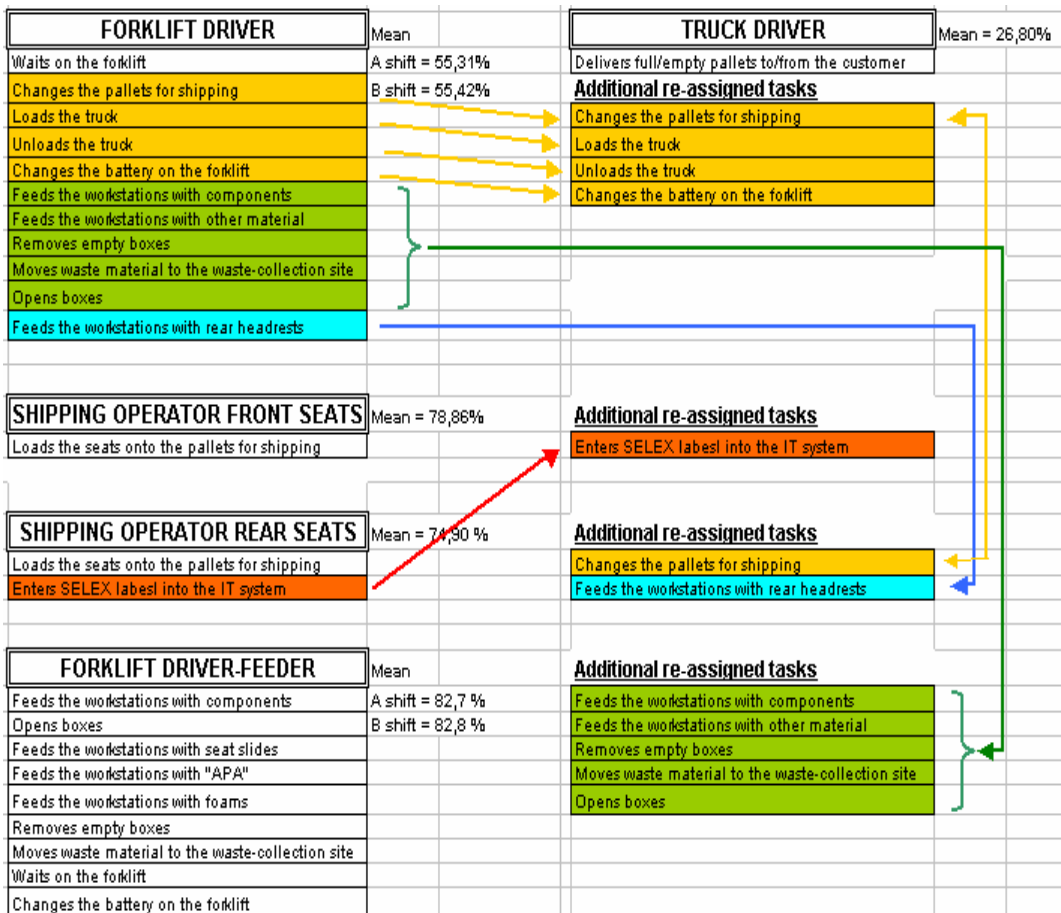 FORKLIFT DRIVER
Mean
Waits on the forklift
A shift = 55,31%
Changes the pallets for shipping
B shift = 55,42%
Loads the truck
Unloads the truck
Changes the battery on the forklift
Feeds the workstations with components
Feeds the workstations with other material
Removes empty boxes
Moves waste material to the waste-collection site
Opens boxes
Feeds the workstations with rear headrests
TRUCK DRIVER
Mean = 26,80%
Delivers full/empty pallets to/from the customer
Additional re-assigned tasks
Changes the pallets for shipping
Loads the truck
Unloads the truck
Changes the battery on the forklift
SHIPPING OPERATOR FRONT SEATS
Mean = 78,86%
Loads the seats onto the pallets for shipping
Additional re-assigned tasks
Enters SELEX labesl into the IT system
SHIPPING OPERATOR REAR SEATS
Mean = 74,90 %
Loads the seats onto the pallets for shipping
Enters SELEX labesl into the IT system
Additional re-assigned tasks
Changes the pallets for shipping
Feeds the workstations with rear headrests
FORKLIFT DRIVER-FEEDER
Mean
Feeds the workstations with components
A shift = 82,7 %
Opens boxes
B shift = 82,8 %
Feeds the workstations with seat slides
Feeds the workstations with "APA"
Feeds the workstations with foams
Removes empty boxes
Moves waste material to the waste-collection site
Waits on the forklift
Changes the battery on the forklift
Additional re-assigned tasks
Feeds the workstations with components
Feeds the workstations with other material
Removes empty boxes
Moves waste material to the waste-collection site
Opens boxes